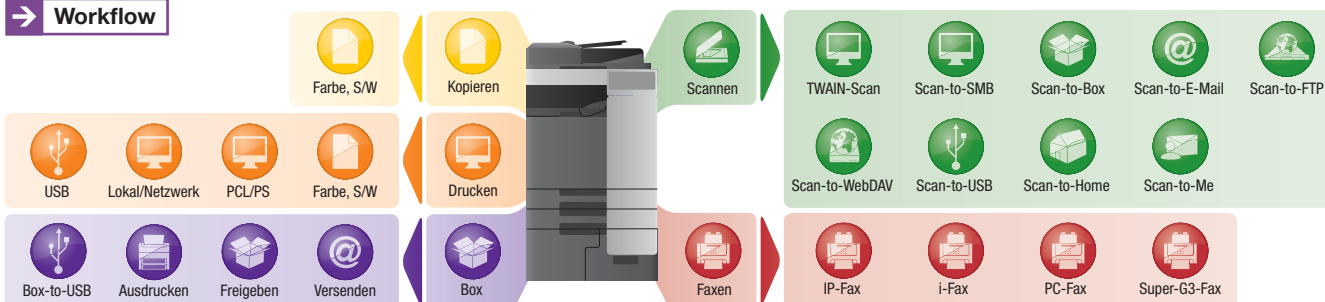 Workflow
Farbe, S/W
Kopieren
Scannen
TWAIN-Scan
Scan-to-SMB
Scan-to-Box
Scan-to-E-Mail
Scan-to-FTP
Scan-to-WebDAV
Scan-to-USB
Scan-to-Home
Scan-to-Me
USB
Lokal/Netzwerk
PCL/PS
Farbe, S/W
Drucken
Box-to-USB
Ausdrucken
Freigeben
Versenden
Box
Faxen
IP-Fax
i-Fax
PC-Fax
Super-G3-Fax